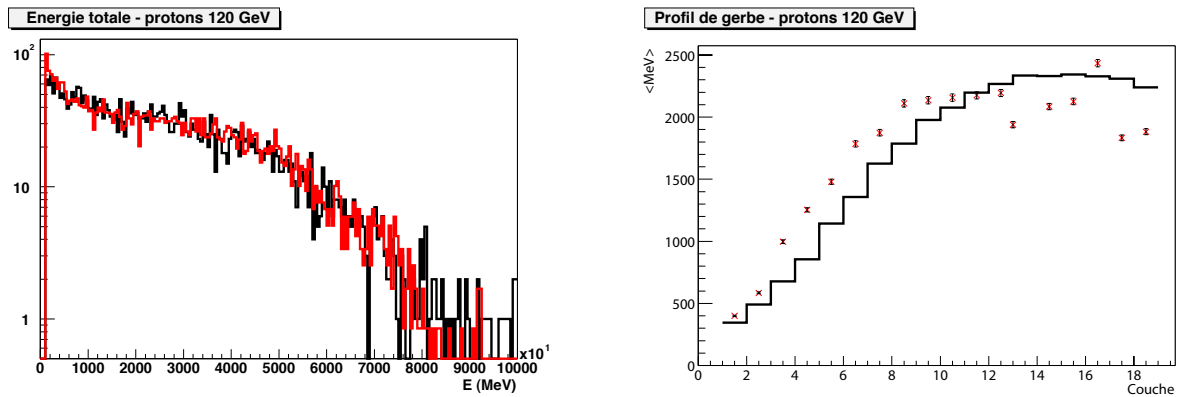 Energie totale - protons 120 GeV
10²
10
1
0 1000 2000 3000 4000 5000 6000 7000 8000 9000 10000
x10¹
E (MeV)
Profil de gerbe - protons 120 GeV
<MeV>
2500
2000
1500
1000
500
0
0 2 4 6 8 10 12 14 16 18
Couche